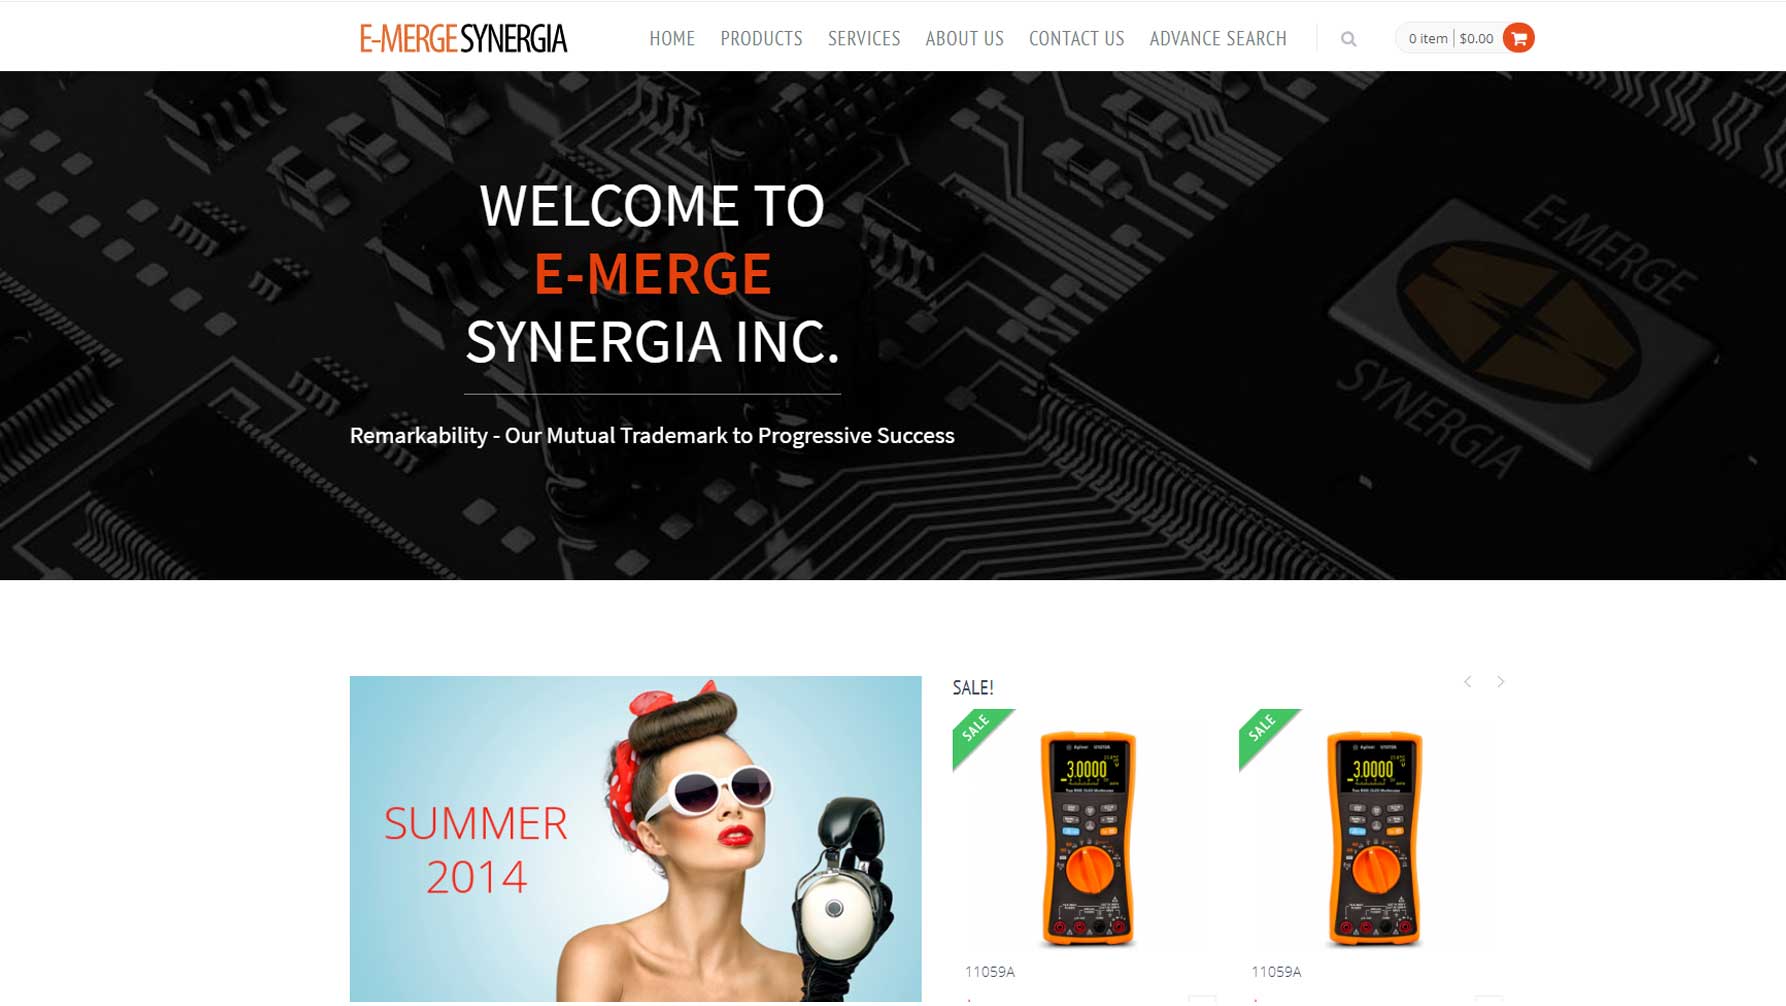 E-MERGE SYNERGIA
HOME
PRODUCTS
SERVICES
ABOUT US
CONTACT US
ADVANCE SEARCH
0 item
$0.00
WELCOME TO
E-MERGE
SYNERGIA INC.
Remarkability - Our Mutual Trademark to Progressive Success
E-MERGE
SYNERGIA
SUMMER
2014
SALE!
SALE
Agilent
3.0000
11059A
SALE
Agilent
3.0000
11059A